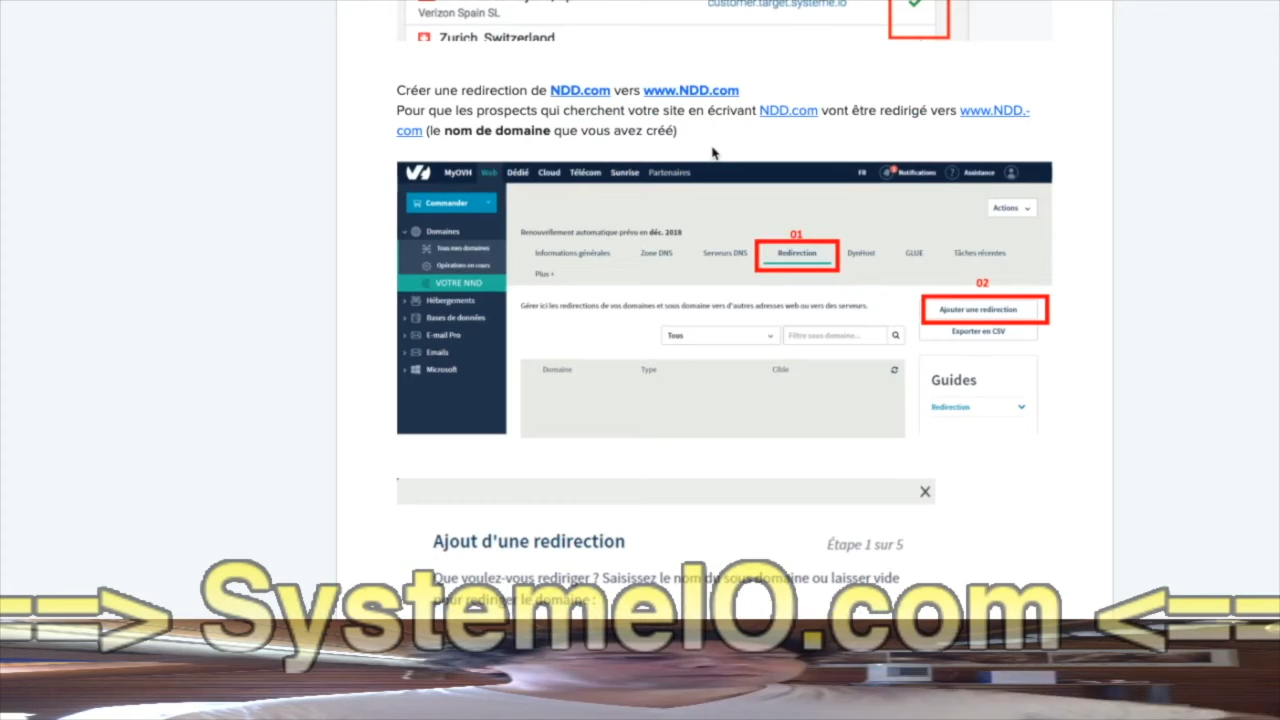 customer.target.systeme.io
Verizon Spain SL
Zurich, Switzerland
Créer une redirection de NDD.com vers www.NDD.com
Pour que les prospects qui cherchent votre site en écrivant NDD.com vont être redirigé vers www.NDD.-
com (le nom de domaine que vous avez créé)
MyOVH Web Dédié Cloud Télécom Sunrise Partenaires FR Notifications ? Assistance
Commander
Actions
Domaines
Renouvellement automatique prévu en déc. 2018
01
Tous mes domaines
Informations générales Zone DNS Serveurs DNS Redirection DynHost GLUE Tâches récentes
Opérations en cours
Plus +
VOTRE NND
02
Hébergements
Gérer ici les redirections de vos domaines et sous domaine vers d'autres adresses web ou vers des serveurs.
Ajouter une redirection
Bases de données
E-mail Pro
Tous
Filtre sous domaine...
Exporter en CSV
Emails
Microsoft
Domaine Type Cible
Guides
Redirection
X
Ajout d'une redirection
Étape 1 sur 5
Que voulez-vous rediriger ? Saisissez le nom du sous domaine ou laisser vide
pour rediriger le domaine :
==> SystemeIO.com <==